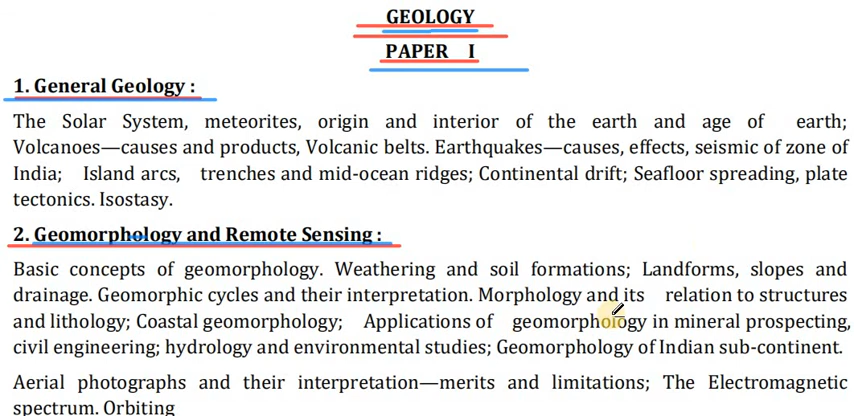 GEOLOGY
PAPER I
1. General Geology :
The Solar System, meteorites, origin and interior of the earth and age of earth;
Volcanoes—causes and products, Volcanic belts. Earthquakes—causes, effects, seismic of zone of
India; Island arcs, trenches and mid-ocean ridges; Continental drift; Seafloor spreading, plate
tectonics. Isostasy.
2. Geomorphology and Remote Sensing :
Basic concepts of geomorphology. Weathering and soil formations; Landforms, slopes and
drainage. Geomorphic cycles and their interpretation. Morphology and its relation to structures
and lithology; Coastal geomorphology; Applications of geomorphology in mineral prospecting,
civil engineering; hydrology and environmental studies; Geomorphology of Indian sub-continent.
Aerial photographs and their interpretation—merits and limitations; The Electromagnetic
spectrum. Orbiting